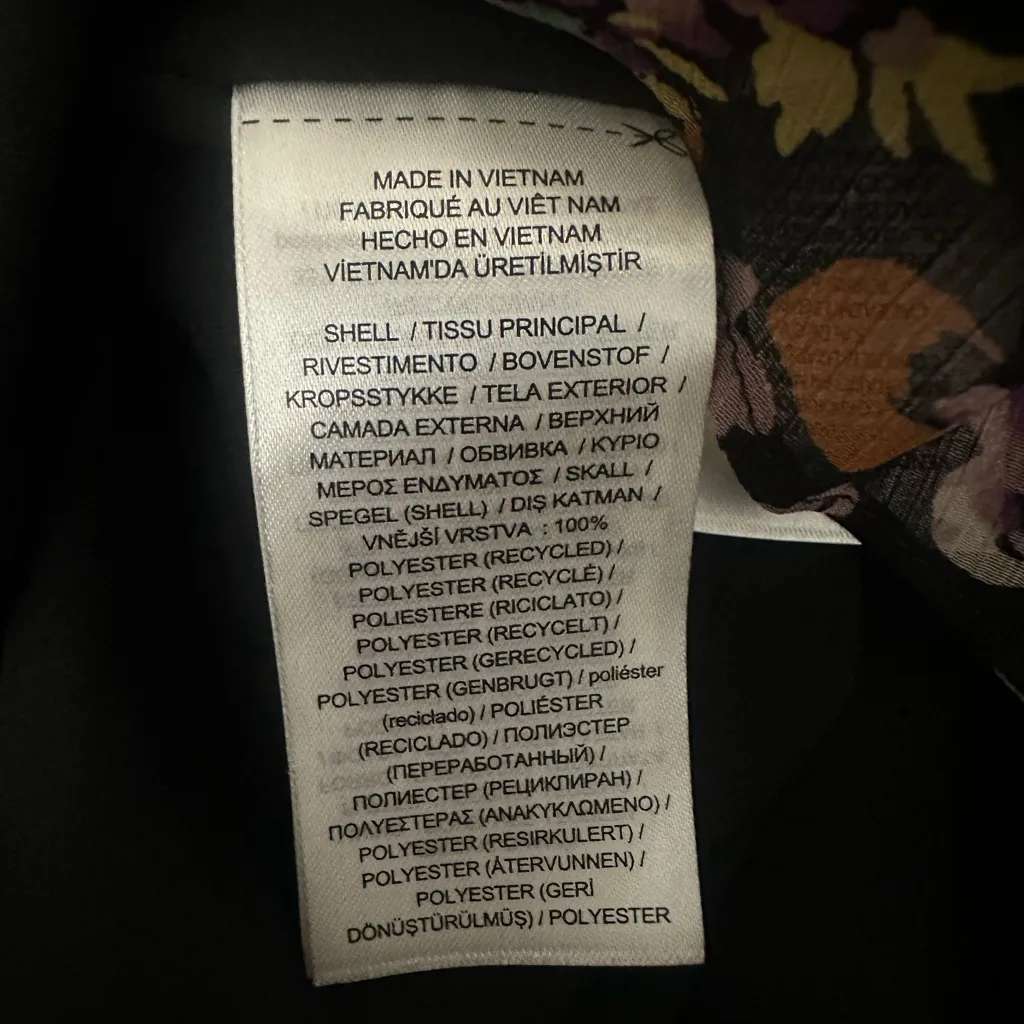 MADE IN VIETNAM
FABRIQUÉ AU VIÊT NAM
HECHO EN VIETNAM
VİETNAM'DA ÜRETİLMİŞTİR
SHELL / TISSU PRINCIPAL /
RIVESTIMENTO / BOVENSTOF /
KROPSSTYKKE / TELA EXTERIOR /
CAMADA EXTERNA / ВЕРХНИЙ
МАТЕРИАЛ / ОБВИВКА / ΚΥΡΙΟ
ΜΕΡΟΣ ΕΝΔΥΜΑΤΟΣ / SKALL /
SPEGEL (SHELL) / DIŞ KATMAN /
VNĚJŠÍ VRSTVA : 100%
POLYESTER (RECYCLED) /
POLYESTER (RECYCLÉ) /
POLIESTERE (RICICLATO) /
POLYESTER (RECYCELT) /
POLYESTER (GERECYCLED) /
POLYESTER (GENBRUGT) / poliéster
(reciclado) / POLIÉSTER
(RECICLADO) / ПОЛИЭСТЕР
(ПЕРЕРАБОТАННЫЙ) /
ПОЛИЕСТЕР (РЕЦИКЛИРАН) /
ΠΟΛΥΕΣΤΕΡΑΣ (ΑΝΑΚΥΚΛΩΜΕΝΟ) /
POLYESTER (RESIRKULERT) /
POLYESTER (ÅTERVUNNEN) /
POLYESTER (GERİ
DÖNÜŞTÜRÜLMÜŞ) / POLYESTER